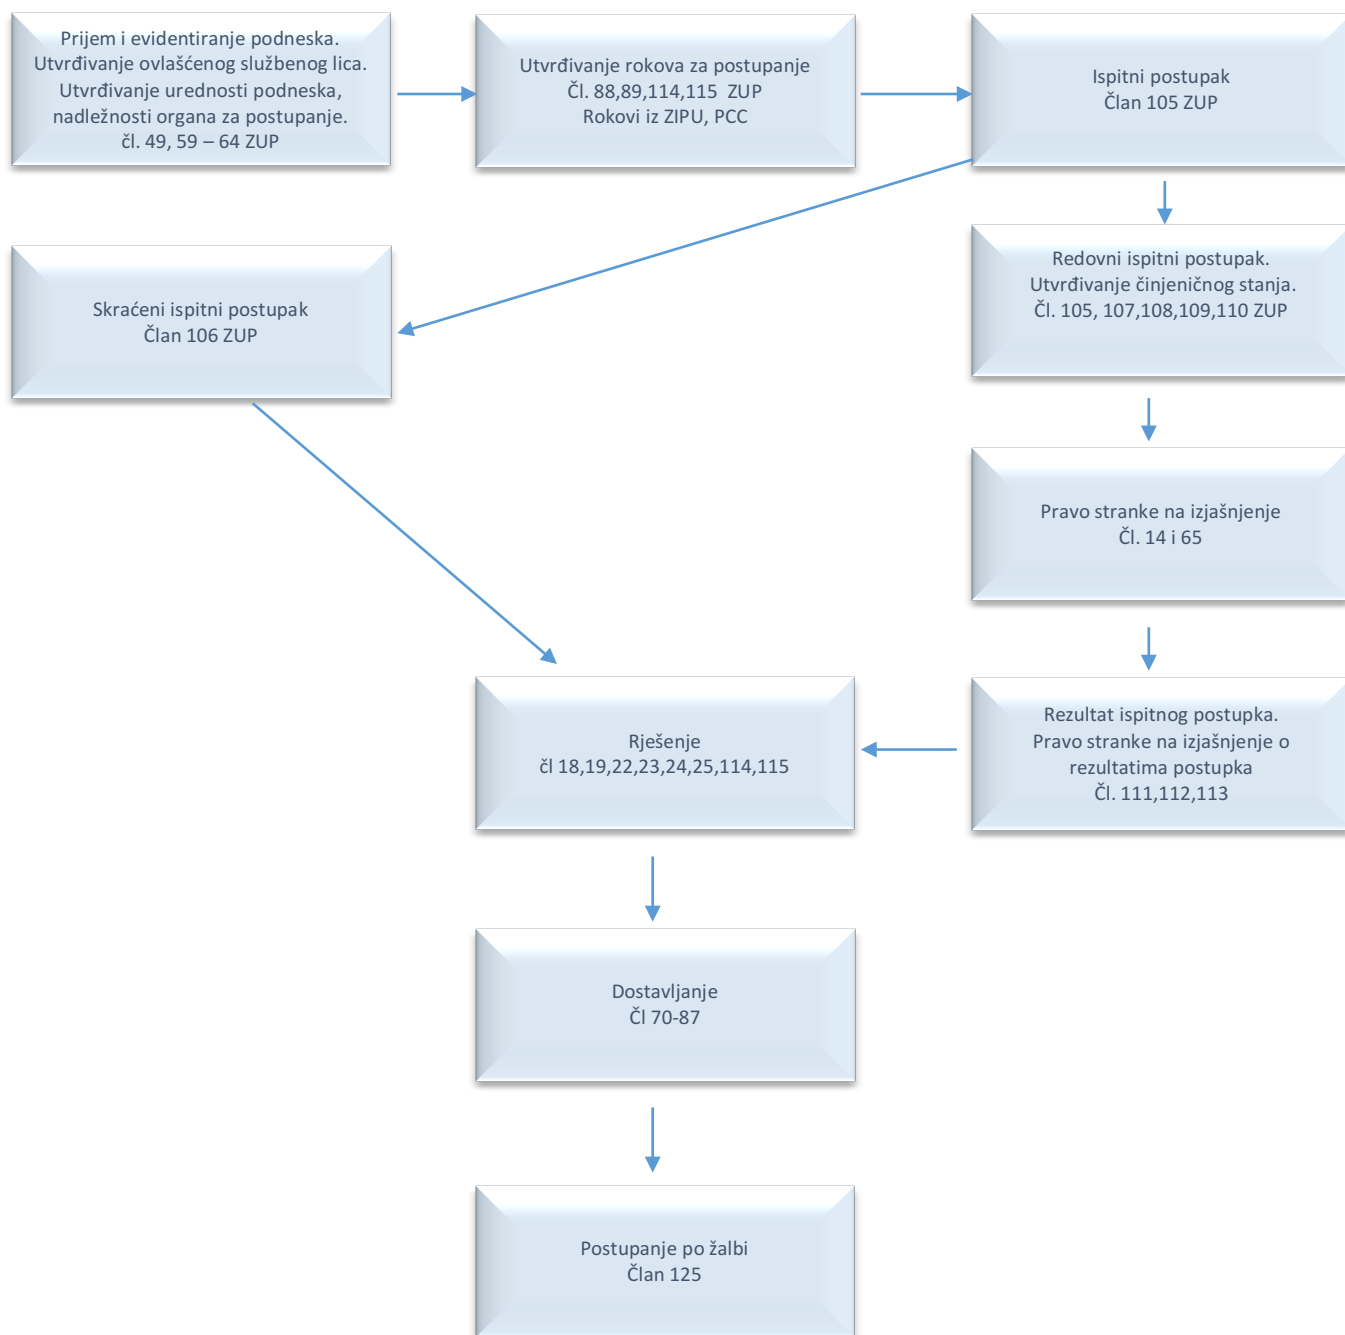 Prijem i evidentiranje podneska.
Utvrđivanje ovlašćenog službenog lica.
Utvrđivanje urednosti podneska,
nadležnosti organa za postupanje.
čl. 49, 59 – 64 ZUP
Utvrđivanje rokova za postupanje
Čl. 88,89,114,115 ZUP
Rokovi iz ZIPU, PCC
Ispitni postupak
Član 105 ZUP
Skraćeni ispitni postupak
Član 106 ZUP
Redovni ispitni postupak.
Utvrđivanje činjeničnog stanja.
Čl. 105, 107,108,109,110 ZUP
Pravo stranke na izjašnjenje
Čl. 14 i 65
Rezultat ispitnog postupka.
Pravo stranke na izjašnjenje o
rezultatima postupka
Čl. 111,112,113
Rješenje
čl 18,19,22,23,24,25,114,115
Dostavljanje
Čl 70-87
Postupanje po žalbi
Član 125